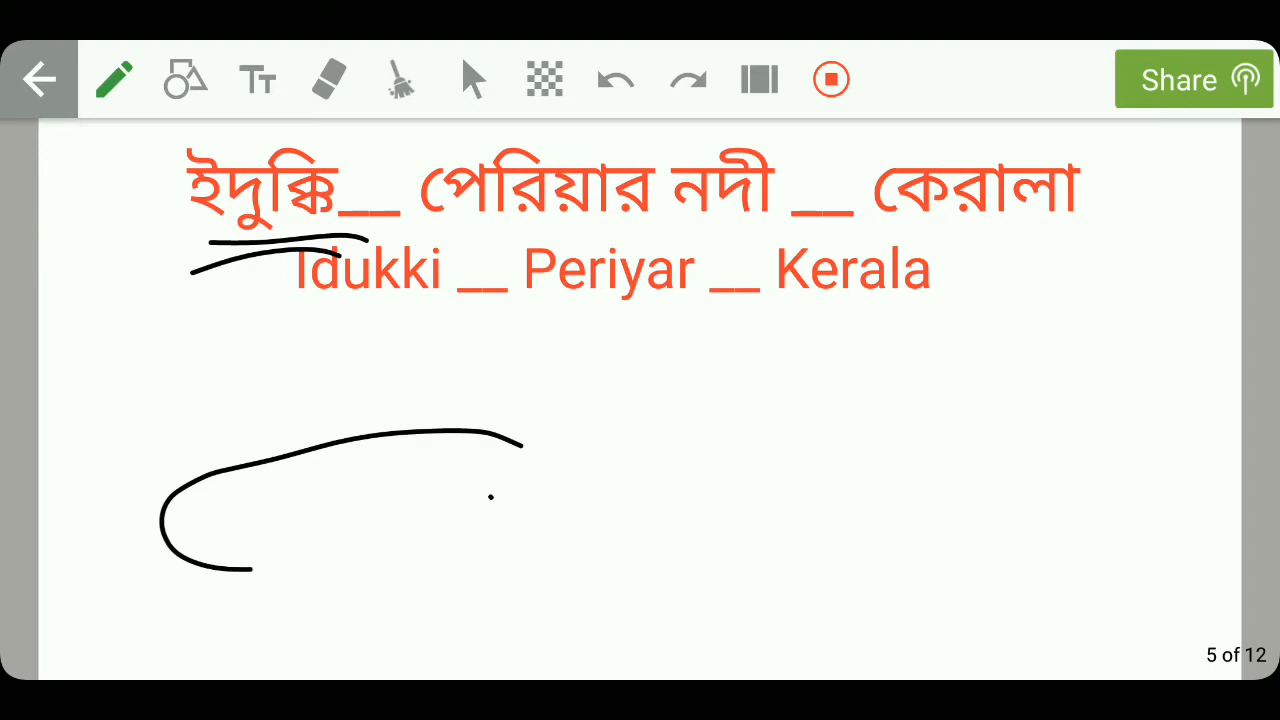 Share
ইদুক্কি__ পেরিয়ার নদী __ কেরালা
Idukki __ Periyar __ Kerala
5 of 12